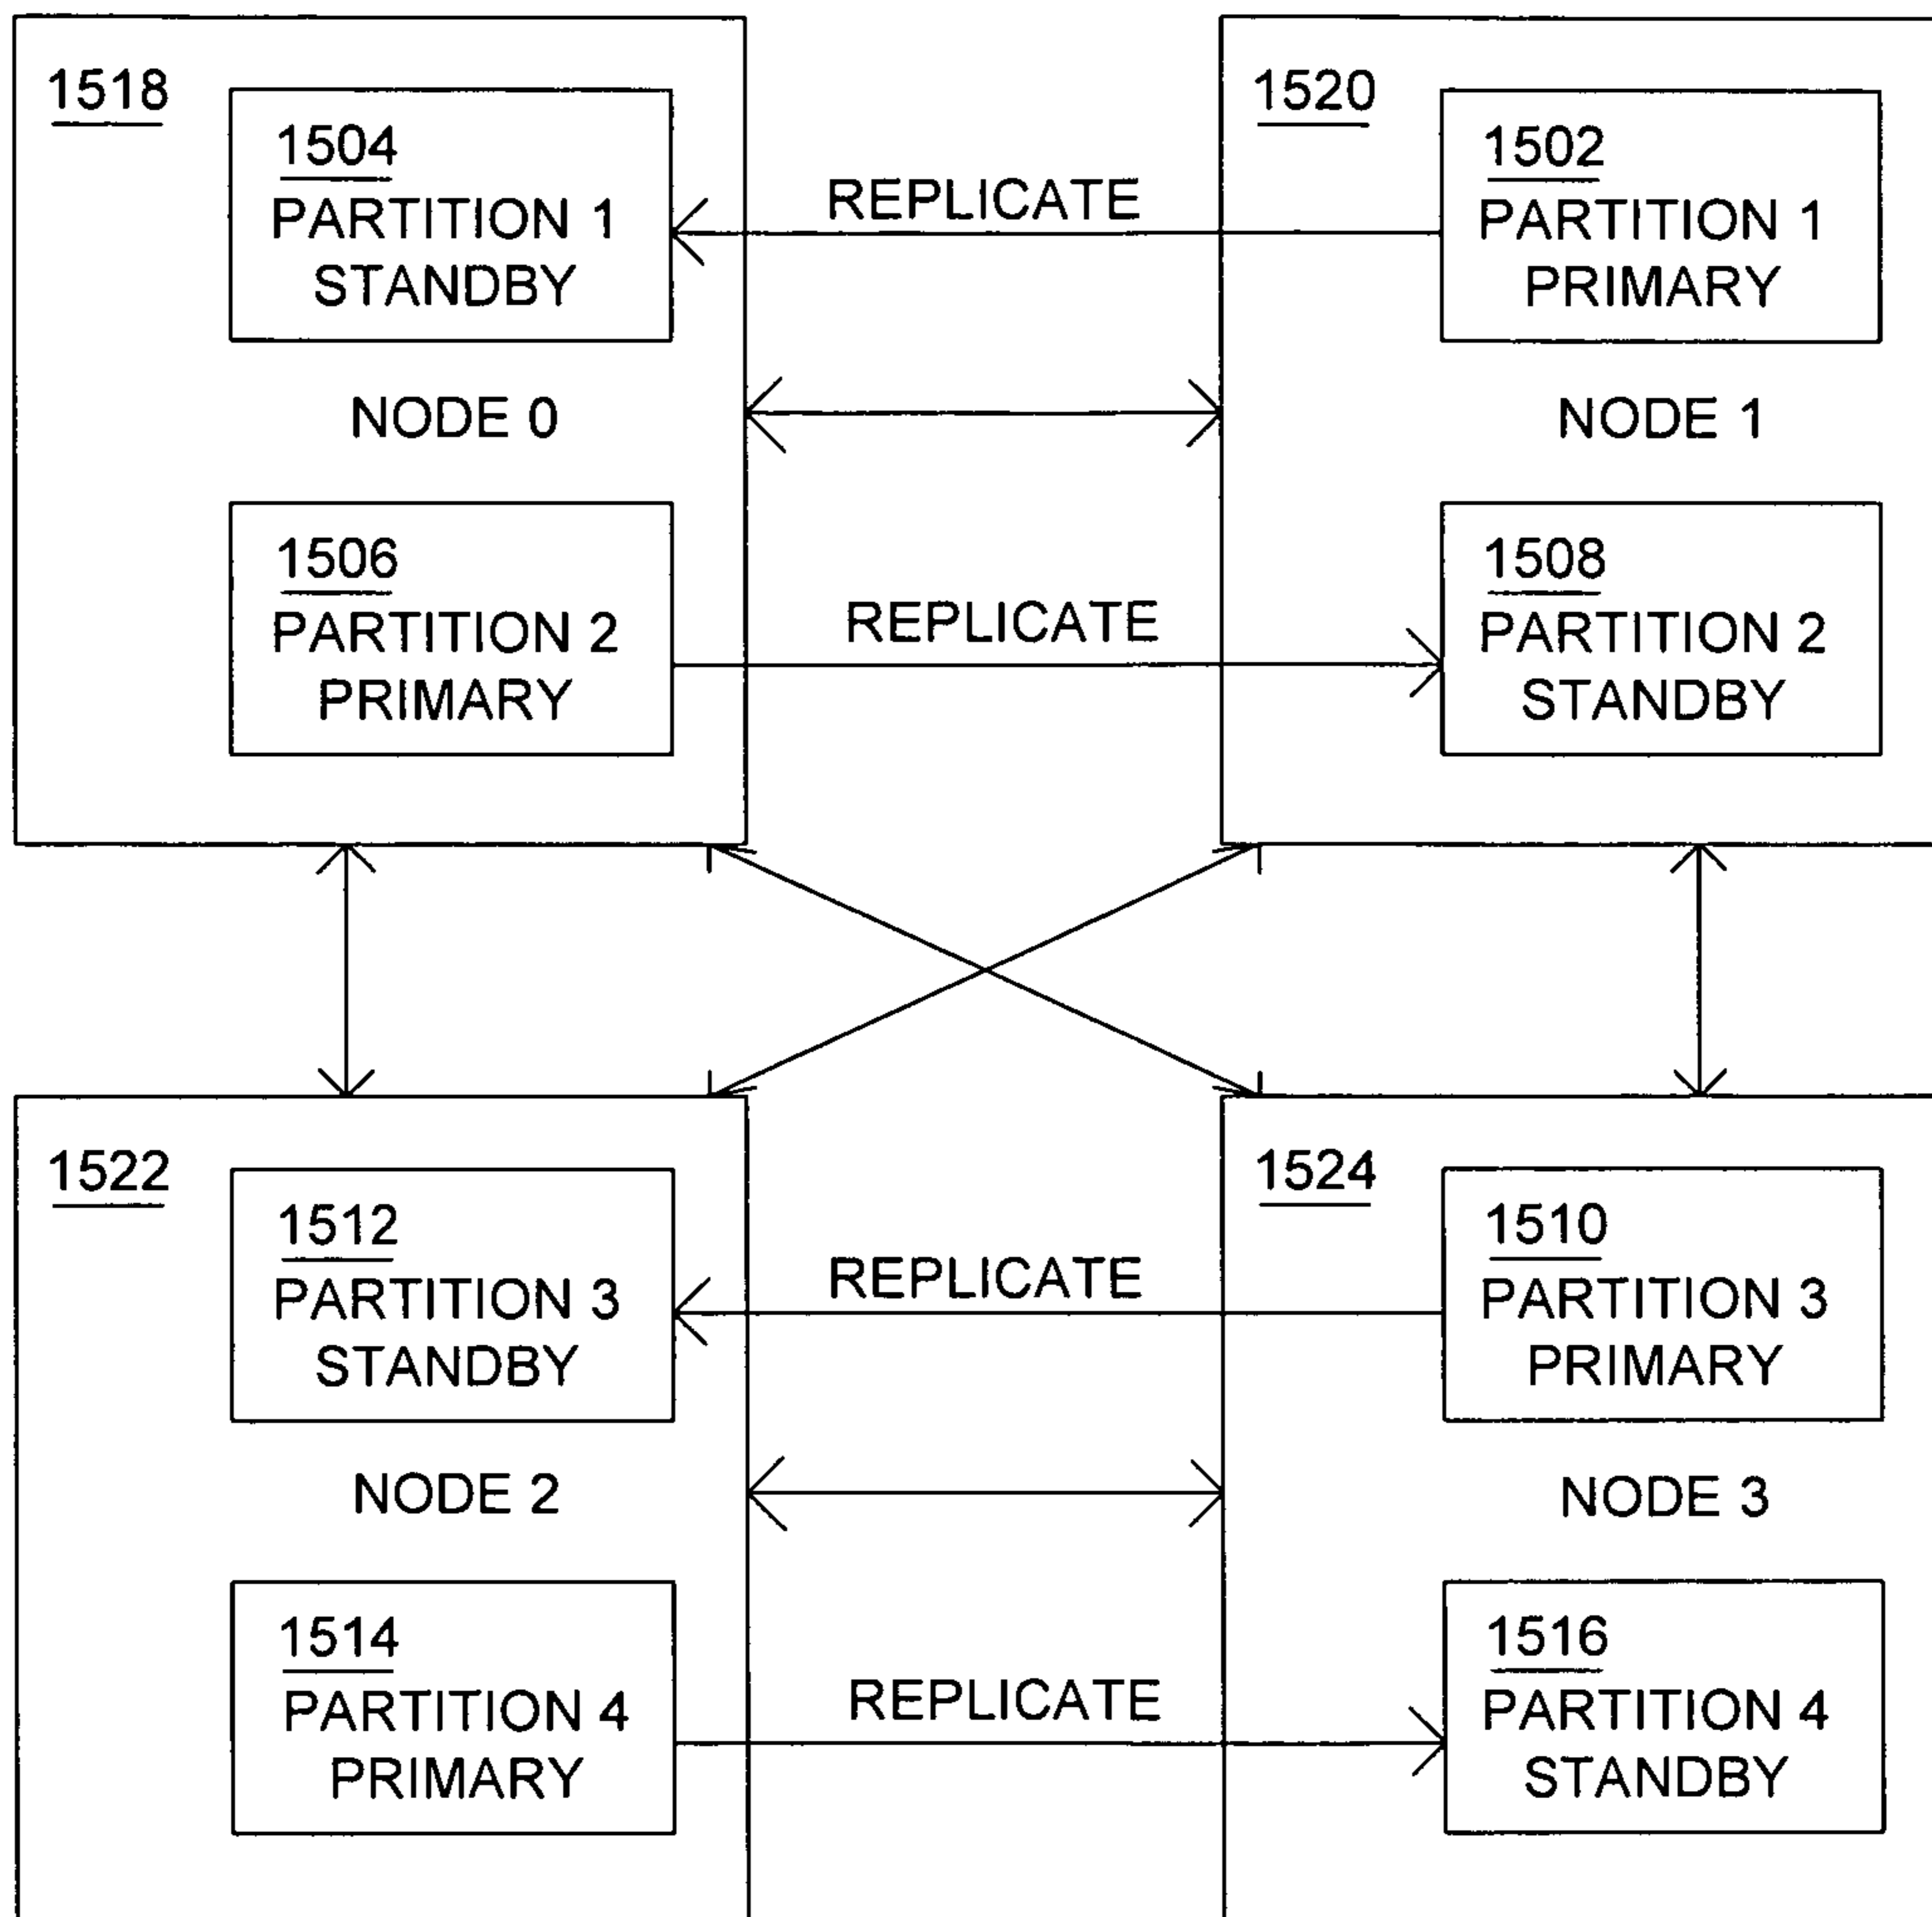 1518
1504
PARTITION 1
STANDBY
REPLICATE
1520
1502
PARTITION 1
PRIMARY
NODE 0
NODE 1
1506
PARTITION 2
PRIMARY
REPLICATE
1508
PARTITION 2
STANDBY
1522
1512
PARTITION 3
STANDBY
REPLICATE
1524
1510
PARTITION 3
PRIMARY
NODE 2
NODE 3
1514
PARTITION 4
PRIMARY
REPLICATE
1516
PARTITION 4
STANDBY